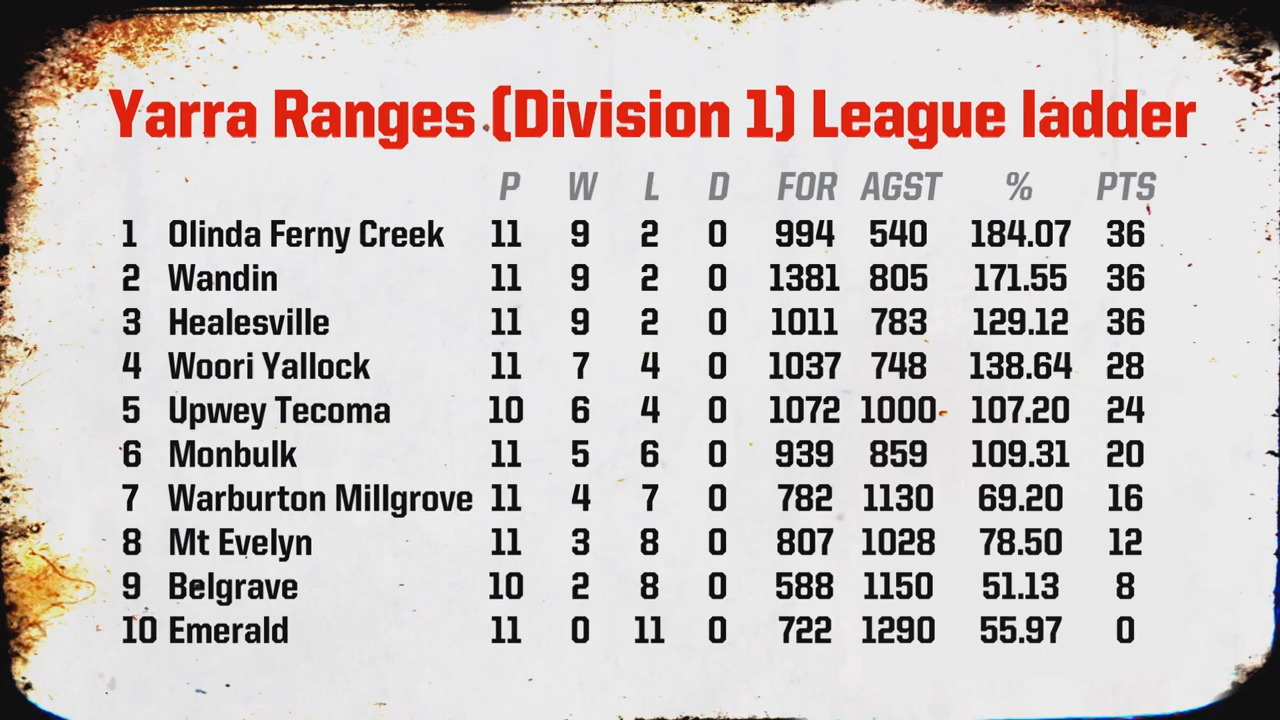 Yarra Ranges (Division 1) League ladder
P W L D FOR AGST % PTS
1 Olinda Ferny Creek 11 9 2 0 994 540 184.07 36
2 Wandin 11 9 2 0 1381 805 171.55 36
3 Healesville 11 9 2 0 1011 783 129.12 36
4 Woori Yallock 11 7 4 0 1037 748 138.64 28
5 Upwey Tecoma 10 6 4 0 1072 1000 107.20 24
6 Monbulk 11 5 6 0 939 859 109.31 20
7 Warburton Millgrove 11 4 7 0 782 1130 69.20 16
8 Mt Evelyn 11 3 8 0 807 1028 78.50 12
9 Belgrave 10 2 8 0 588 1150 51.13 8
10 Emerald 11 0 11 0 722 1290 55.97 0